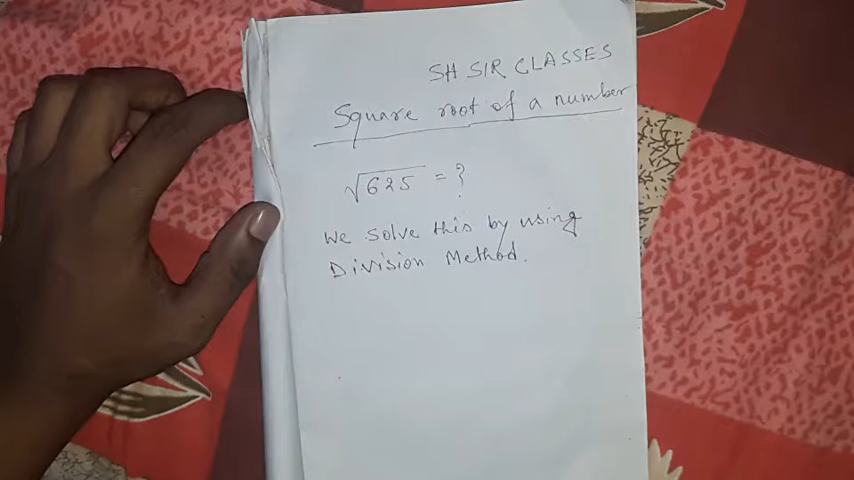 SH SIR CLASSES
Square root of a number
√625 = ?
We solve this by using
Division Method.